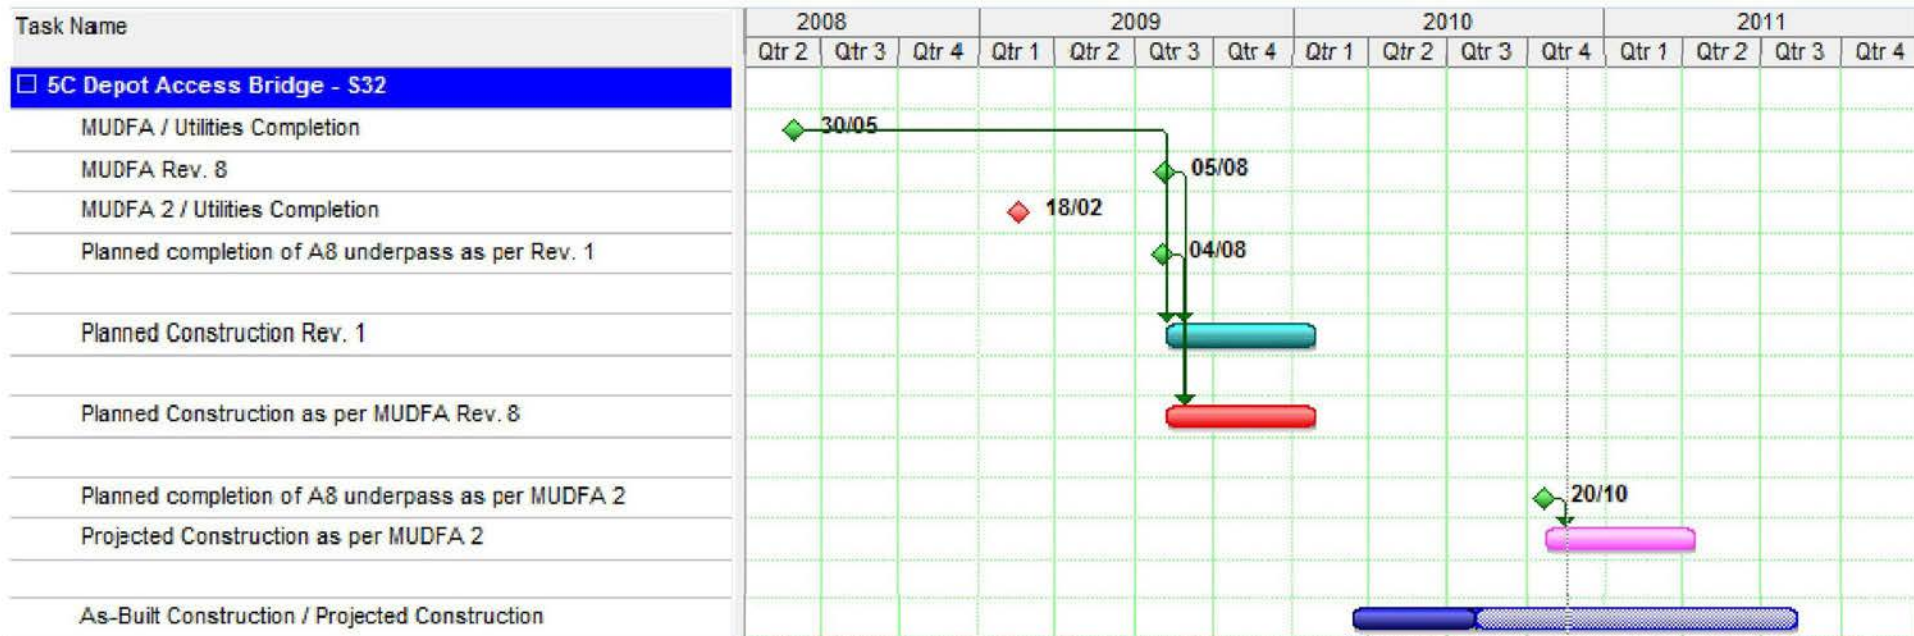 Task Name 2008 2009 2010 2011
Qtr 2 Qtr 3 Qtr 4 Qtr 1 Qtr 2 Qtr 3 Qtr 4 Qtr 1 Qtr 2 Qtr 3 Qtr 4 Qtr 1 Qtr 2 Qtr 3 Qtr 4
5C Depot Access Bridge - S32
MUDFA / Utilities Completion 30/05
MUDFA Rev. 8 05/08
MUDFA 2 / Utilities Completion 18/02
Planned completion of A8 underpass as per Rev. 1 04/08
Planned Construction Rev. 1
Planned Construction as per MUDFA Rev. 8
Planned completion of A8 underpass as per MUDFA 2 20/10
Projected Construction as per MUDFA 2
As-Built Construction / Projected Construction